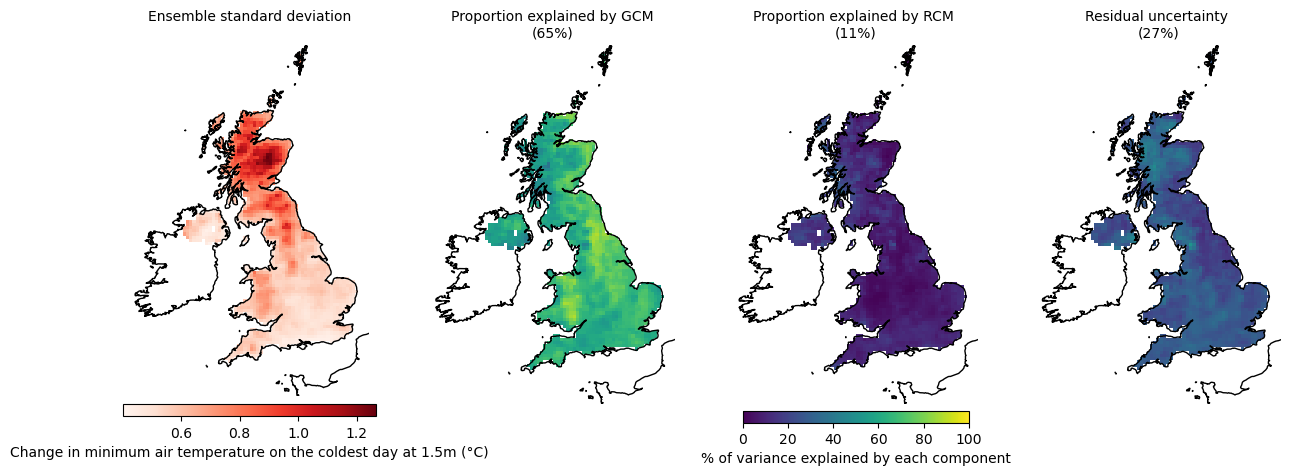 Ensemble standard deviation
Proportion explained by GCM
(65%)
Proportion explained by RCM
(11%)
Residual uncertainty
(27%)
0.6 0.8 1.0 1.2
Change in minimum air temperature on the coldest day at 1.5m (°C)
0 20 40 60 80 100
% of variance explained by each component